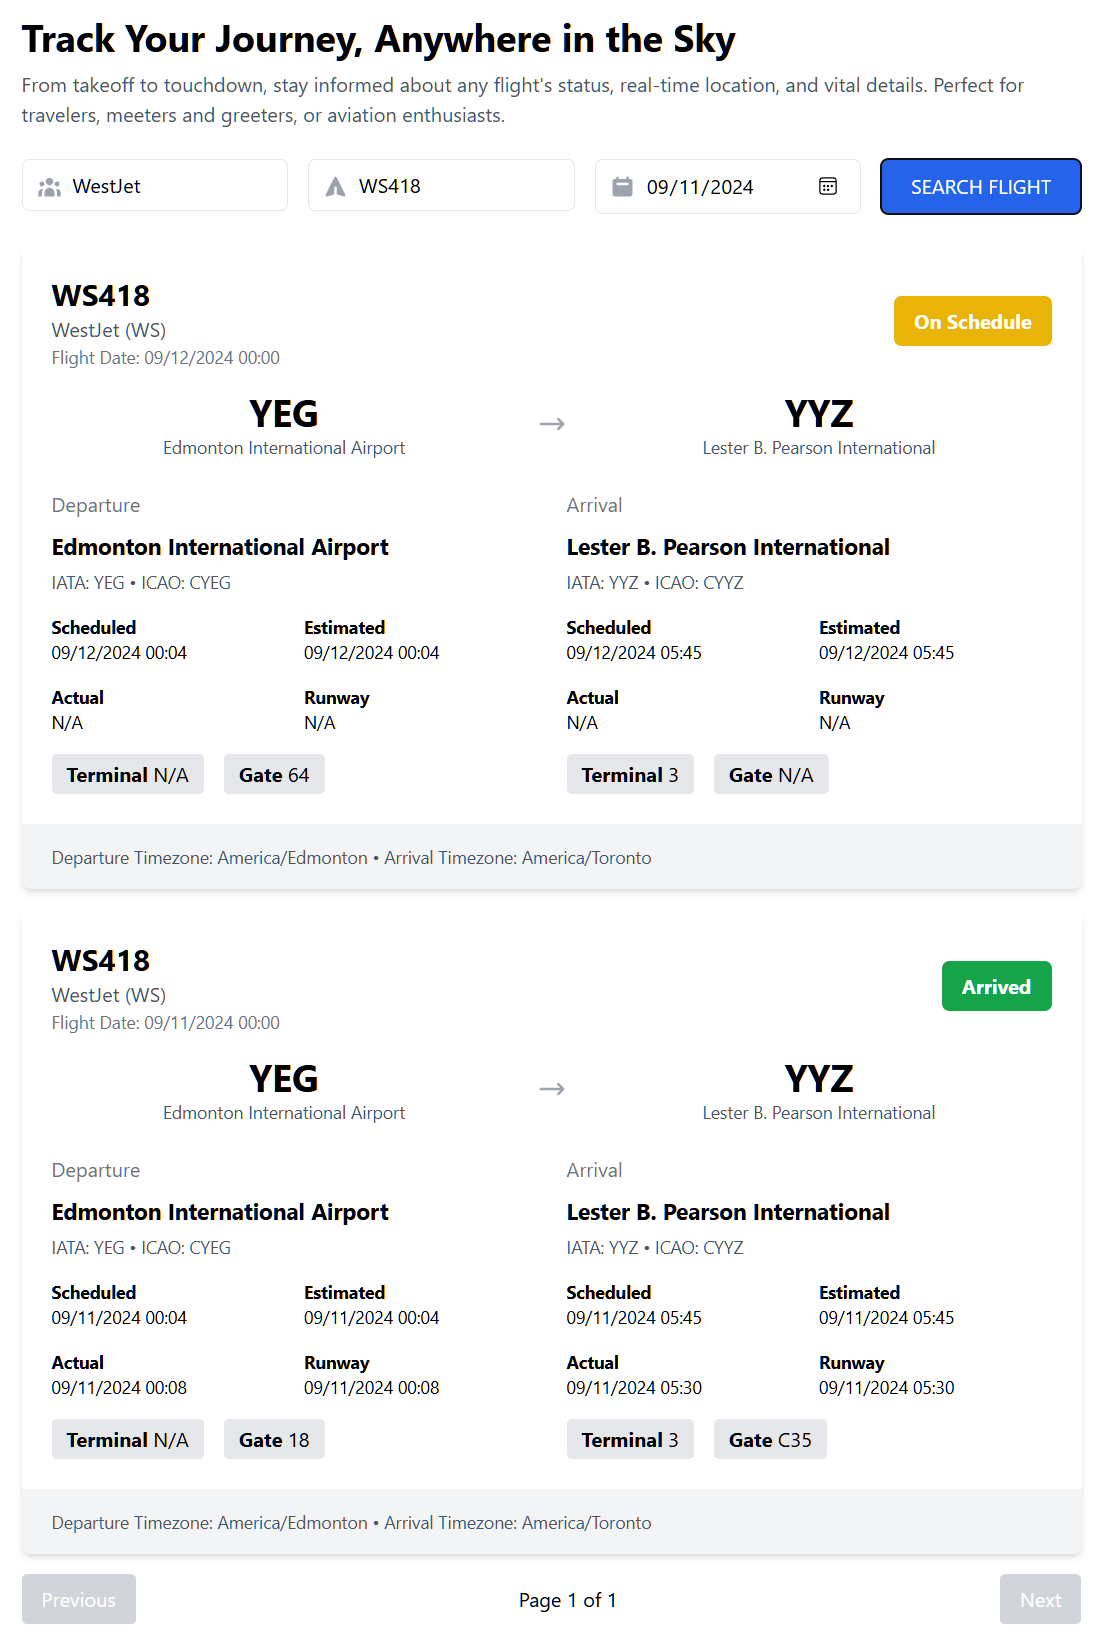 Track Your Journey, Anywhere in the Sky
From takeoff to touchdown, stay informed about any flight's status, real-time location, and vital details. Perfect for
travelers, meeters and greeters, or aviation enthusiasts.
WestJet WS418 09/11/2024 SEARCH FLIGHT
WS418
WestJet (WS)
On Schedule
Flight Date: 09/12/2024 00:00
YEG → YYZ
Edmonton International Airport Lester B. Pearson International
Departure Arrival
Edmonton International Airport Lester B. Pearson International
IATA: YEG • ICAO: CYEG IATA: YYZ • ICAO: CYYZ
Scheduled Estimated Scheduled Estimated
09/12/2024 00:04 09/12/2024 00:04 09/12/2024 05:45 09/12/2024 05:45
Actual Runway Actual Runway
N/A N/A N/A N/A
Terminal N/A Gate 64 Terminal 3 Gate N/A
Departure Timezone: America/Edmonton • Arrival Timezone: America/Toronto
WS418
WestJet (WS)
Arrived
Flight Date: 09/11/2024 00:00
YEG → YYZ
Edmonton International Airport Lester B. Pearson International
Departure Arrival
Edmonton International Airport Lester B. Pearson International
IATA: YEG • ICAO: CYEG IATA: YYZ • ICAO: CYYZ
Scheduled Estimated Scheduled Estimated
09/11/2024 00:04 09/11/2024 00:04 09/11/2024 05:45 09/11/2024 05:45
Actual Runway Actual Runway
09/11/2024 00:08 09/11/2024 00:08 09/11/2024 05:30 09/11/2024 05:30
Terminal N/A Gate 18 Terminal 3 Gate C35
Departure Timezone: America/Edmonton • Arrival Timezone: America/Toronto
Previous Page 1 of 1 Next